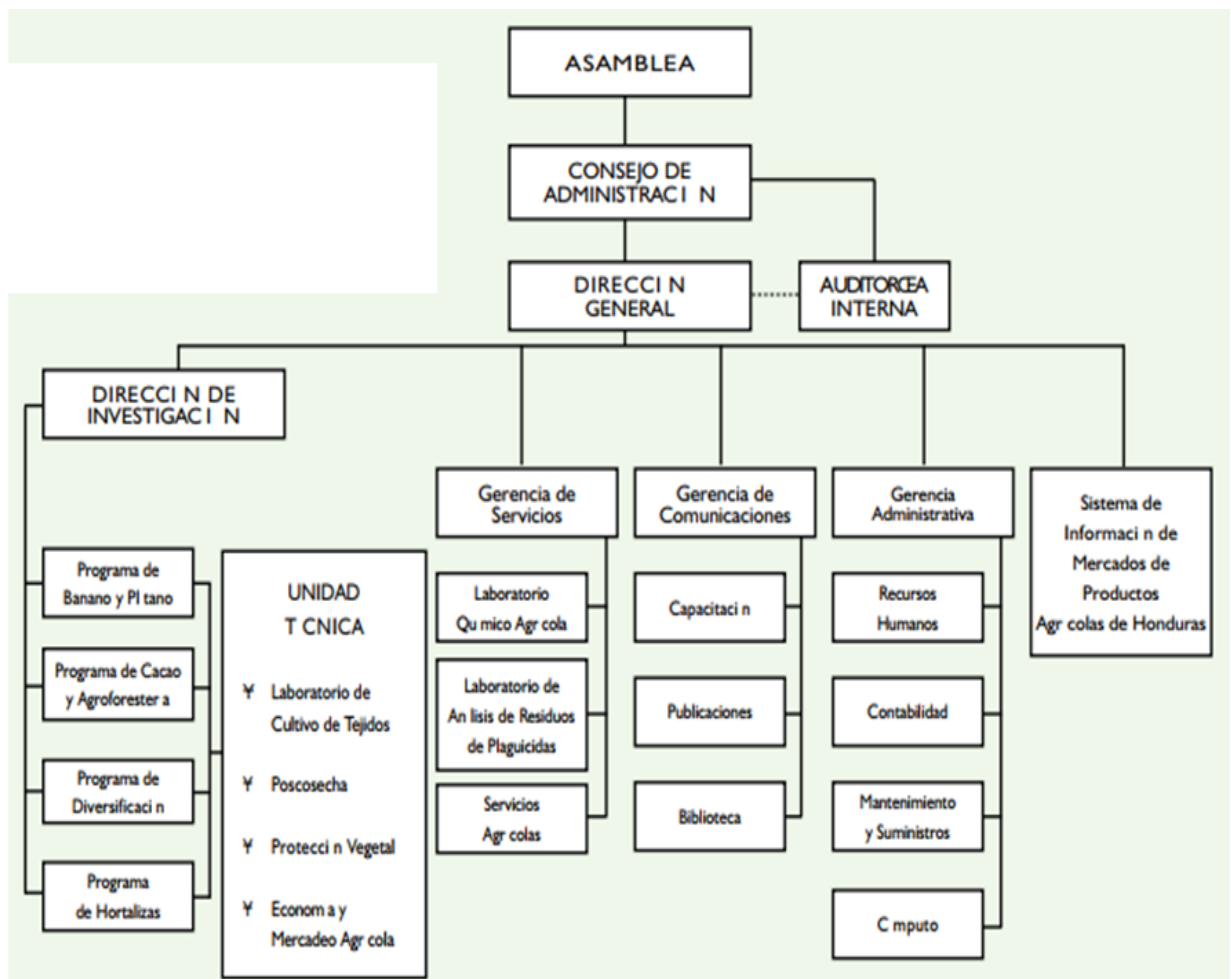 ASAMBLEA
CONSEJO DE
ADMINISTRACI N
DIRECCI N
GENERAL
AUDITORCEA
INTERNA
DIRECCI N DE
INVESTIGACI N
Programa de
Banano y Pl tano
Programa de Cacao
y Agroforester a
Programa de
Diversificaci n
Programa
de Hortalizas
UNIDAD
T CNICA
¥ Laboratorio de
Cultivo de Tejidos
¥ Poscosecha
¥ Protecci n Vegetal
¥ Econom a y
Mercadeo Agr cola
Gerencia de
Servicios
Laboratorio
Qu mico Agr cola
Laboratorio de
An lisis de Residuos
de Plaguicidas
Servicios
Agr colas
Gerencia de
Comunicaciones
Capacitaci n
Publicaciones
Biblioteca
Gerencia
Administrativa
Recursos
Humanos
Contabilidad
Mantenimiento
y Suministros
C mputo
Sistema de
Informaci n de
Mercados de
Productos
Agr colas de Honduras